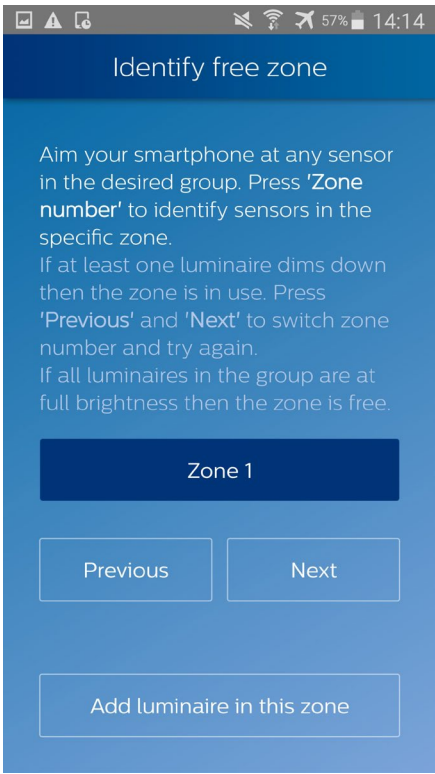 57% 14:14
Identify free zone
Aim your smartphone at any sensor
in the desired group. Press 'Zone
number' to identify sensors in the
specific zone.
If at least one luminaire dims down
then the zone is in use. Press
'Previous' and 'Next' to switch zone
number and try again.
If all luminaires in the group are at
full brightness then the zone is free.
Zone 1
Previous
Next
Add luminaire in this zone